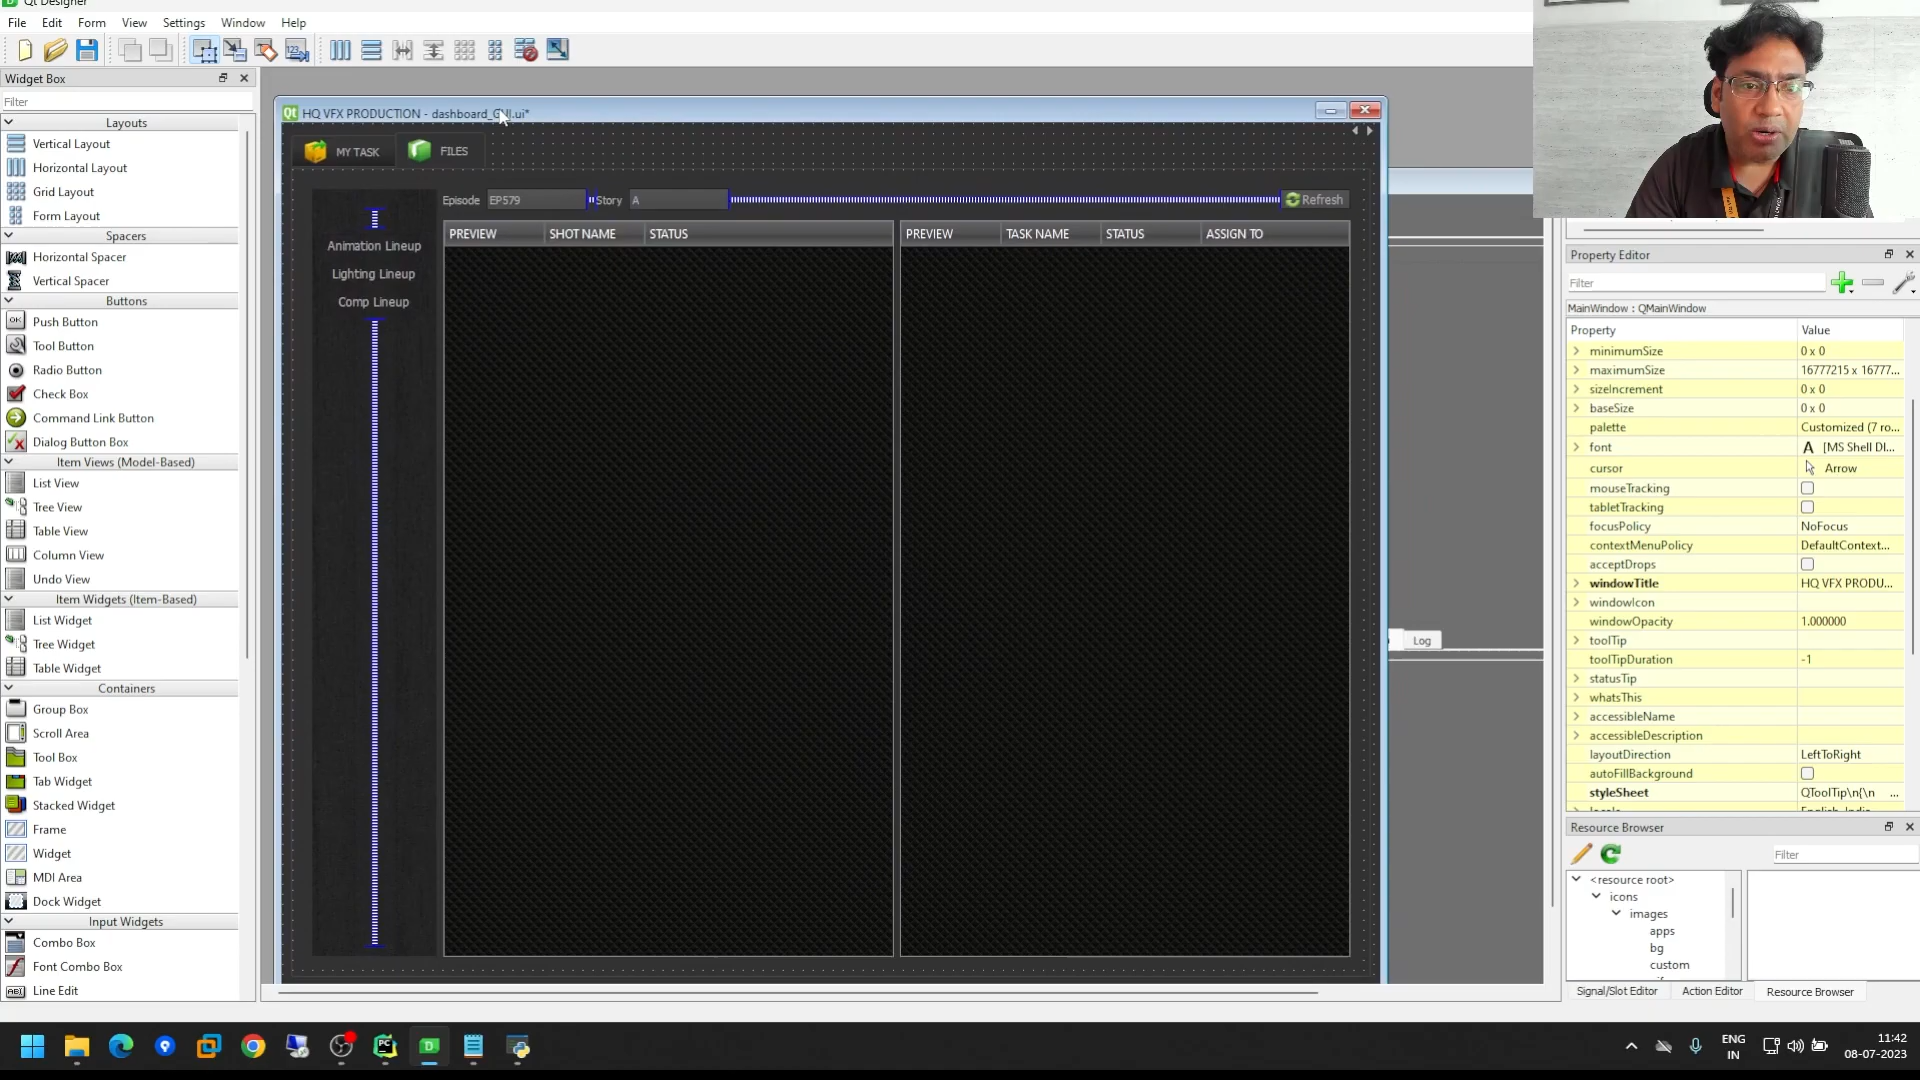 Qt Designer
File Edit Form View Settings Window Help
Widget Box
Filter
Layouts
Vertical Layout
Horizontal Layout
Grid Layout
Form Layout
Spacers
Horizontal Spacer
Vertical Spacer
Buttons
Push Button
Tool Button
Radio Button
Check Box
Command Link Button
Dialog Button Box
Item Views (Model-Based)
List View
Tree View
Table View
Column View
Undo View
Item Widgets (Item-Based)
List Widget
Tree Widget
Table Widget
Containers
Group Box
Scroll Area
Tool Box
Tab Widget
Stacked Widget
Frame
Widget
MDI Area
Dock Widget
Input Widgets
Combo Box
Font Combo Box
Line Edit
HQ VFX PRODUCTION - dashboard_GUI.ui*
MY TASK FILES
Episode EP579 Story A Refresh
Animation Lineup
Lighting Lineup
Comp Lineup
PREVIEW SHOT NAME STATUS
PREVIEW TASK NAME STATUS ASSIGN TO
Log
Property Editor
Filter
MainWindow : QMainWindow
Property Value
minimumSize 0 x 0
maximumSize 16777215 x 16777...
sizeIncrement 0 x 0
baseSize 0 x 0
palette Customized (7 ro...
font A [MS Shell Dl...
cursor Arrow
mouseTracking
tabletTracking
focusPolicy NoFocus
contextMenuPolicy DefaultContext...
acceptDrops
windowTitle HQ VFX PRODU...
windowIcon
windowOpacity 1.000000
toolTip
toolTipDuration -1
statusTip
whatsThis
accessibleName
accessibleDescription
layoutDirection LeftToRight
autoFillBackground
styleSheet QToolTip\n{\n ...
Resource Browser
Filter
<resource root>
icons
images
apps
bg
custom
Signal/Slot Editor Action Editor Resource Browser
ENG
IN
11:42
08-07-2023